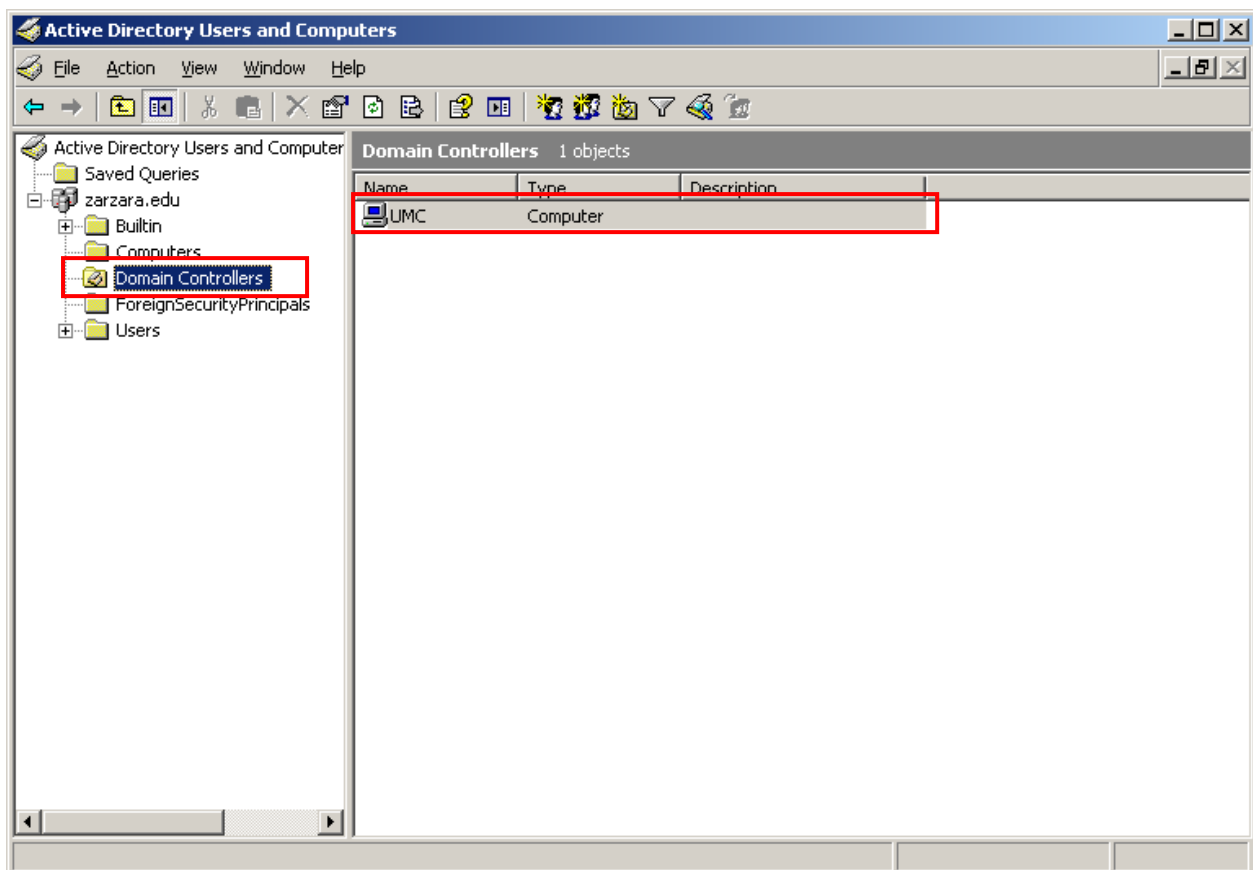 Active Directory Users and Computers
File Action View Window Help
Active Directory Users and Computer
Saved Queries
zarzara.edu
Builtin
Computers
Domain Controllers
ForeignSecurityPrincipals
Users
Domain Controllers 1 objects
Name Type Description
UMC Computer